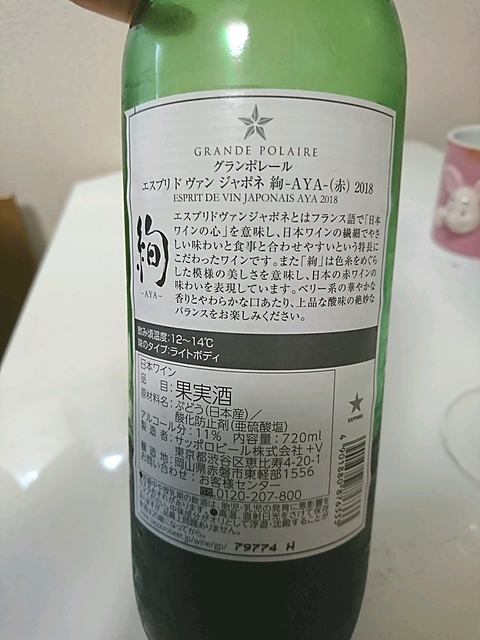 GRANDE POLAIRE
グランポレール
エスプリド ヴァン ジャポネ 絢-AYA-(赤) 2018
ESPRIT DE VIN JAPONAIS AYA 2018
絢
-AYA-
エスプリドヴァンジャポネとはフランス語で「日本
ワインの心」を意味し、日本ワインの繊細でやさ
しい味わいと食事と合わせやすいという特長に
こだわったワインです。また「絢」は色糸をめぐら
した模様の美しさを意味し、日本の赤ワインの
味わいを表現しています。ベリー系の華やかな
香りとやわらかな口あたり、上品な酸味の絶妙な
バランスをお楽しみください。
飲み頃温度:12〜14℃
味のタイプ:ライトボディ
日本ワイン
品 目:果実酒
原材料名:ぶどう(日本産)/
酸化防止剤(亜硫酸塩)
アルコール分:11% 内容量:720ml
製造者:サッポロビール株式会社+V
東京都渋谷区恵比寿4-20-1
醸造地:岡山県赤磐市東軽部1556
お問い合わせ:お客様センター
0120-207-800
SAPPORO
79774 H